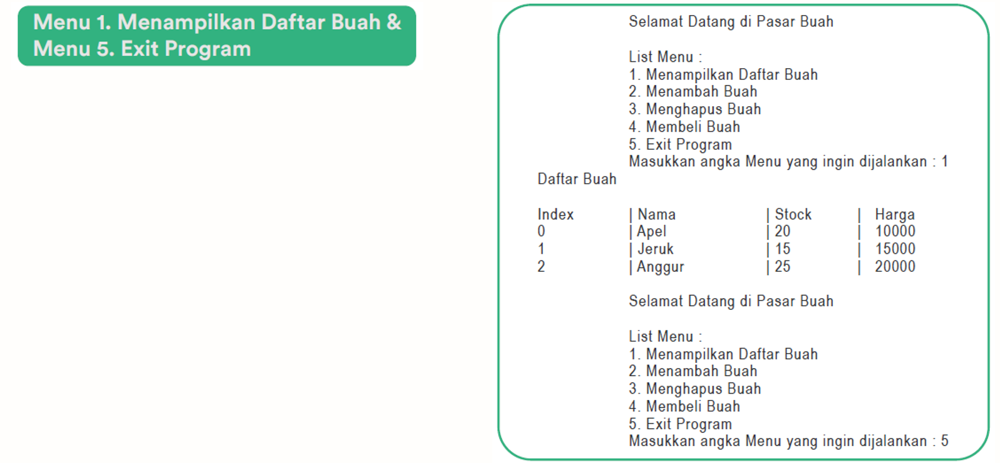 Menu 1. Menampilkan Daftar Buah &
Menu 5. Exit Program
Selamat Datang di Pasar Buah
List Menu :
1. Menampilkan Daftar Buah
2. Menambah Buah
3. Menghapus Buah
4. Membeli Buah
5. Exit Program
Masukkan angka Menu yang ingin dijalankan : 1
Daftar Buah
Index | Nama | Stock | Harga
0 | Apel | 20 | 10000
1 | Jeruk | 15 | 15000
2 | Anggur | 25 | 20000
Selamat Datang di Pasar Buah
List Menu :
1. Menampilkan Daftar Buah
2. Menambah Buah
3. Menghapus Buah
4. Membeli Buah
5. Exit Program
Masukkan angka Menu yang ingin dijalankan : 5